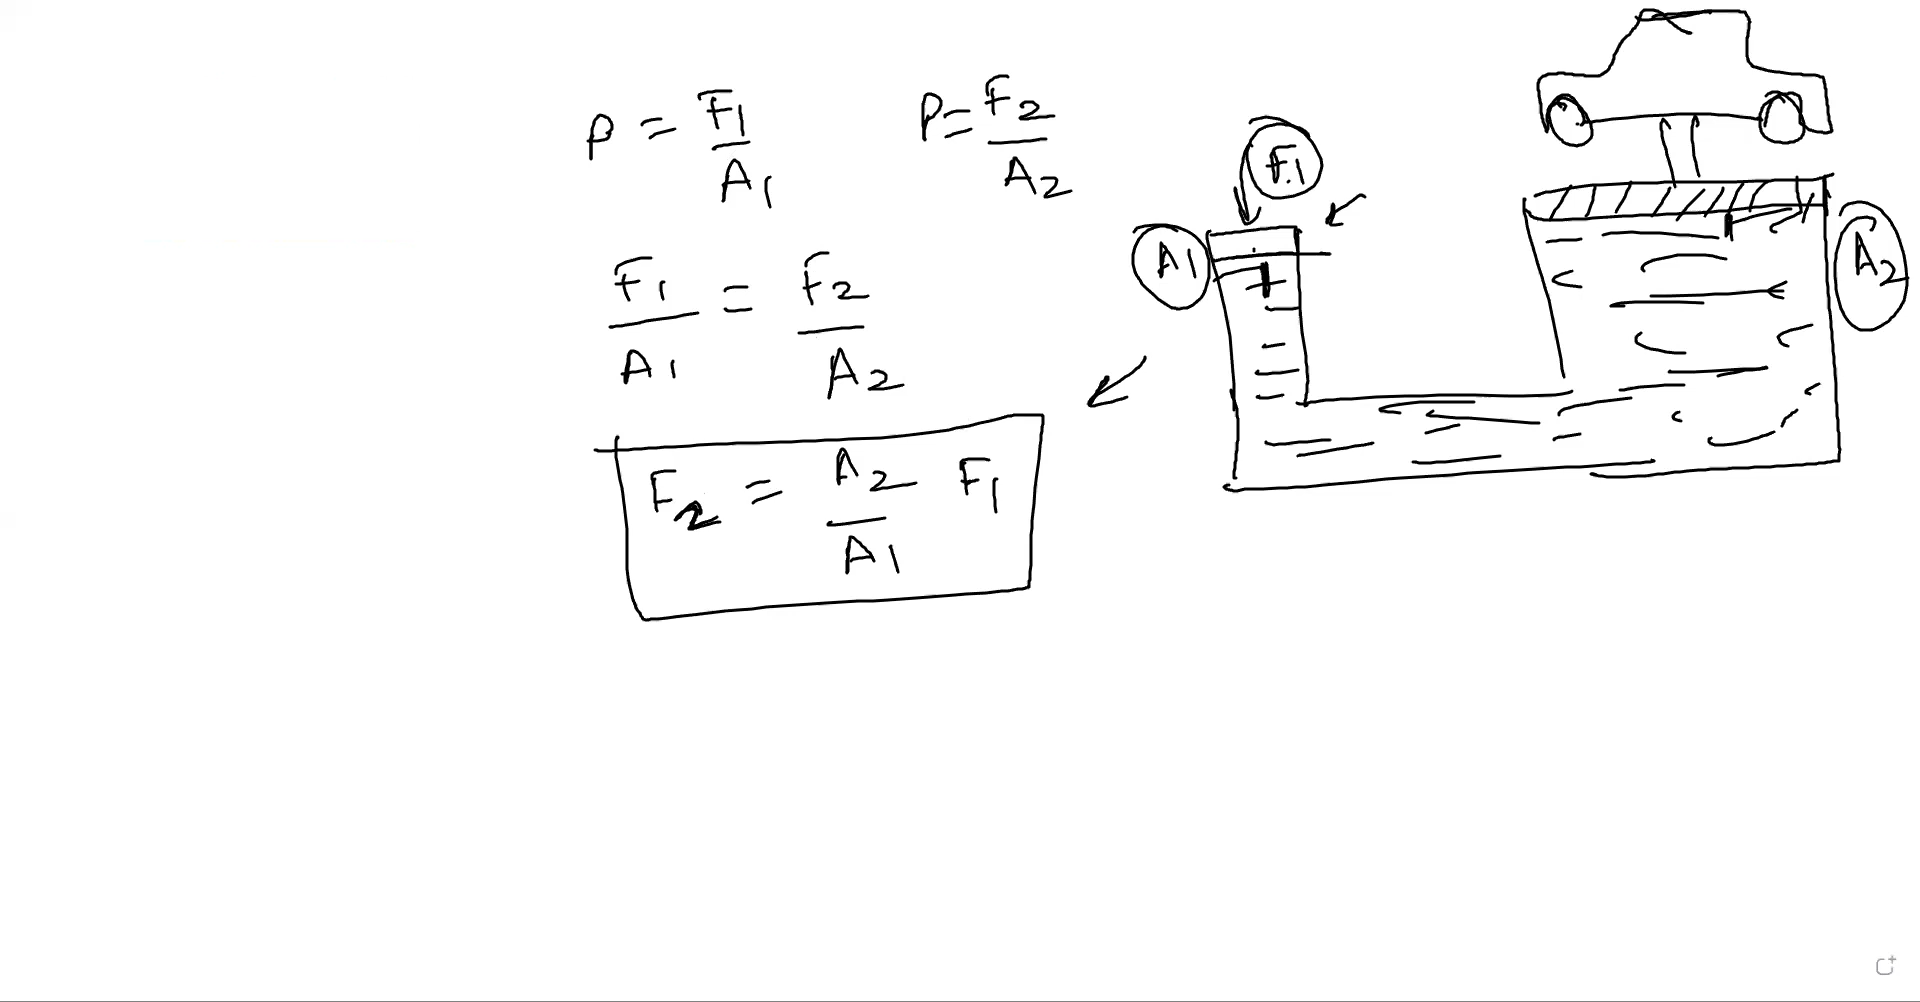 P = F1/A1    P = F2/A2
F1/A1 = F2/A2
F2 = A2/A1 F1
F1
A1
A2